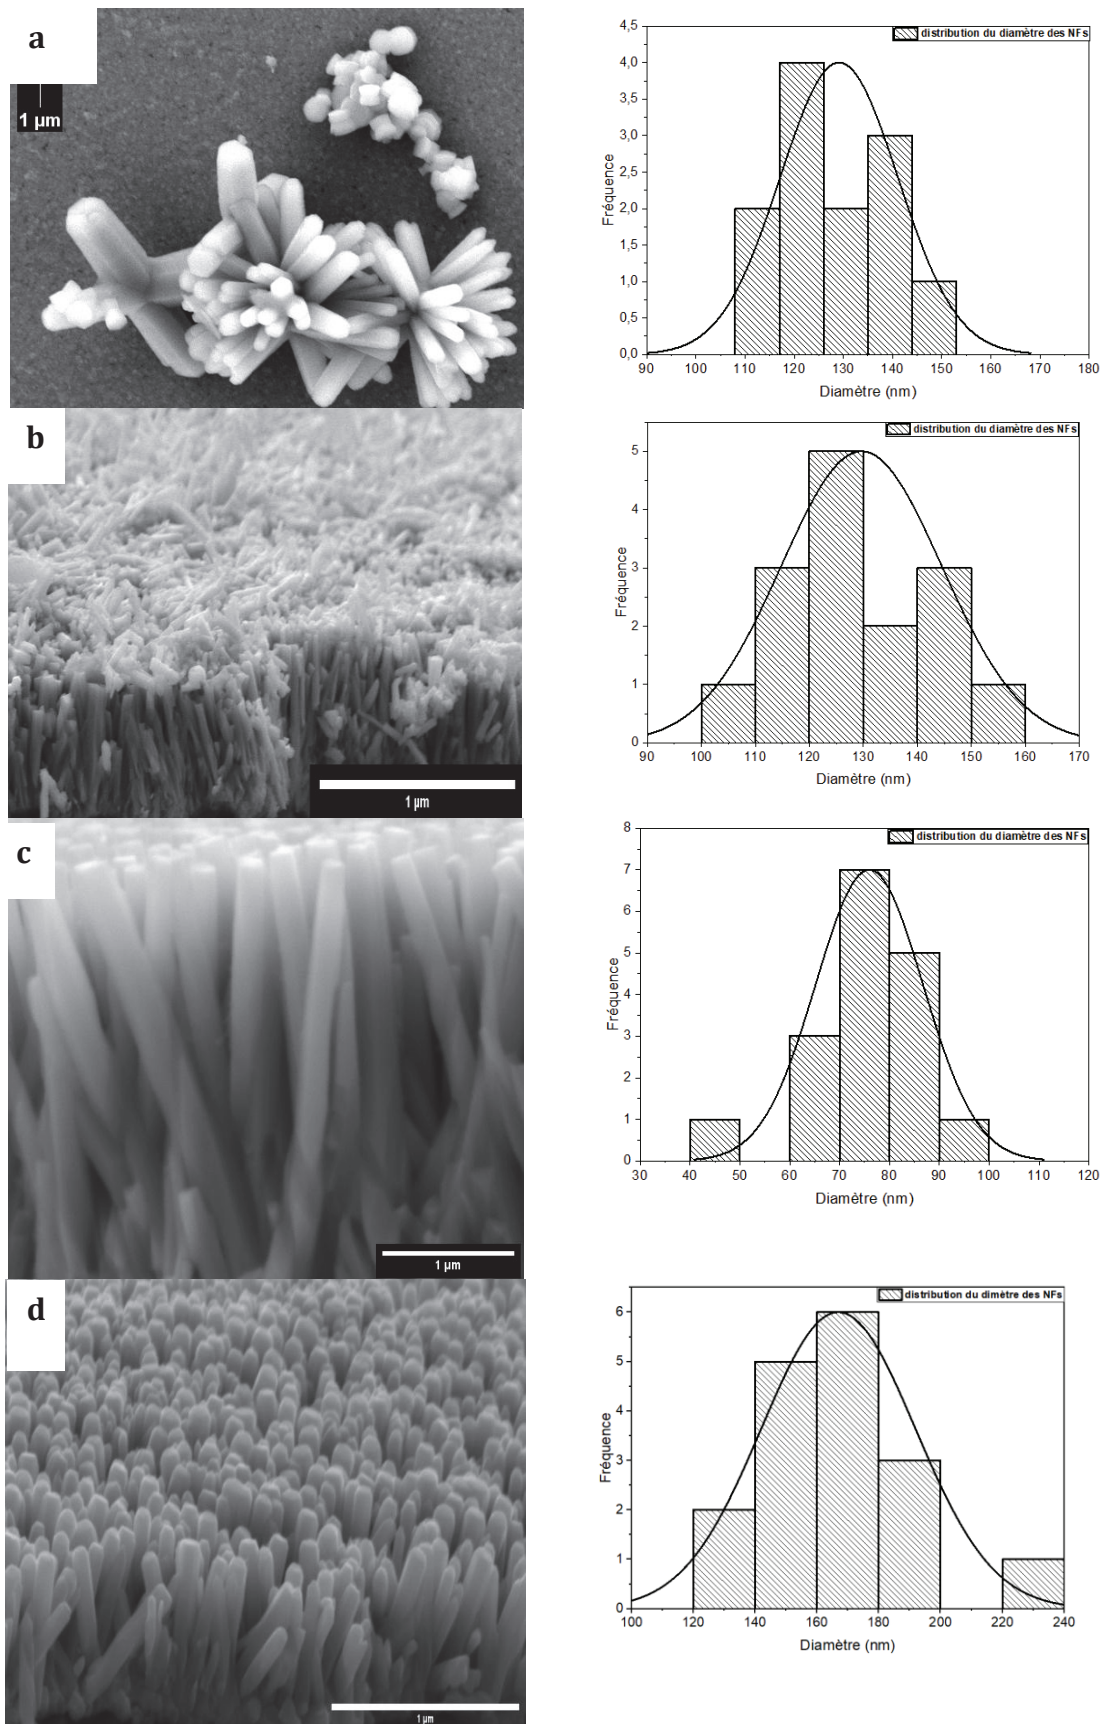 a
1 µm
distribution du diamètre des NFs
4,5
4,0
3,5
3,0
2,5
2,0
1,5
1,0
0,5
0,0
Fréquence
90 100 110 120 130 140 150 160 170 180
Diamètre (nm)
b
1 µm
distribution du diamètre des NFs
5
4
3
2
1
0
Fréquence
90 100 110 120 130 140 150 160 170
Diamètre (nm)
c
1 µm
distribution du diamètre des NFs
8
7
6
5
4
3
2
1
0
Fréquence
30 40 50 60 70 80 90 100 110 120
Diamètre (nm)
d
1 µm
distribution du dimètre des NFs
6
5
4
3
2
1
0
Fréquence
100 120 140 160 180 200 220 240
Diamètre (nm)